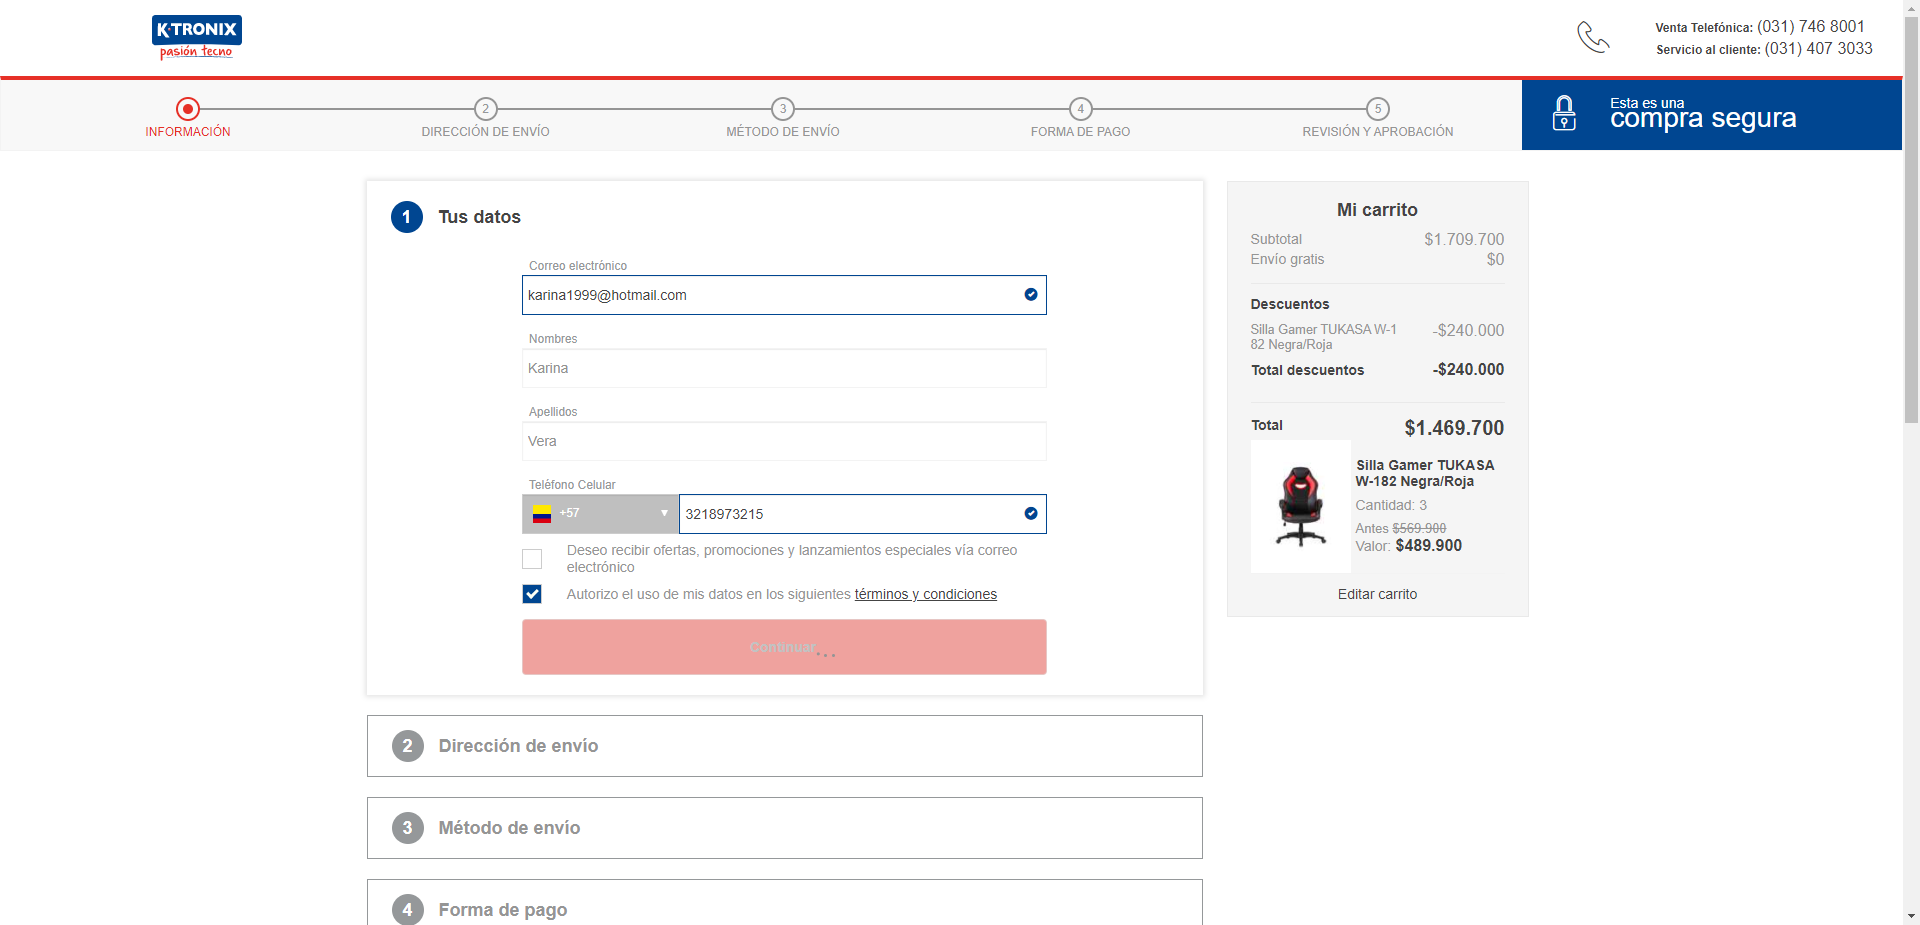 K-TRONIX
pasión tecno
Venta Telefónica: (031) 746 8001
Servicio al cliente: (031) 407 3033
INFORMACIÓN
2
DIRECCIÓN DE ENVÍO
3
MÉTODO DE ENVÍO
4
FORMA DE PAGO
5
REVISIÓN Y APROBACIÓN
Esta es una
compra segura
1 Tus datos
Correo electrónico
karina1999@hotmail.com
Nombres
Karina
Apellidos
Vera
Teléfono Celular
+57 3218973215
Deseo recibir ofertas, promociones y lanzamientos especiales vía correo
electrónico
Autorizo el uso de mis datos en los siguientes términos y condiciones
Continuar...
2 Dirección de envío
3 Método de envío
4 Forma de pago
Mi carrito
Subtotal $1.709.700
Envío gratis $0
Descuentos
Silla Gamer TUKASA W-1 -$240.000
82 Negra/Roja
Total descuentos -$240.000
Total $1.469.700
Silla Gamer TUKASA
W-182 Negra/Roja
Cantidad: 3
Antes $569.900
Valor: $489.900
Editar carrito